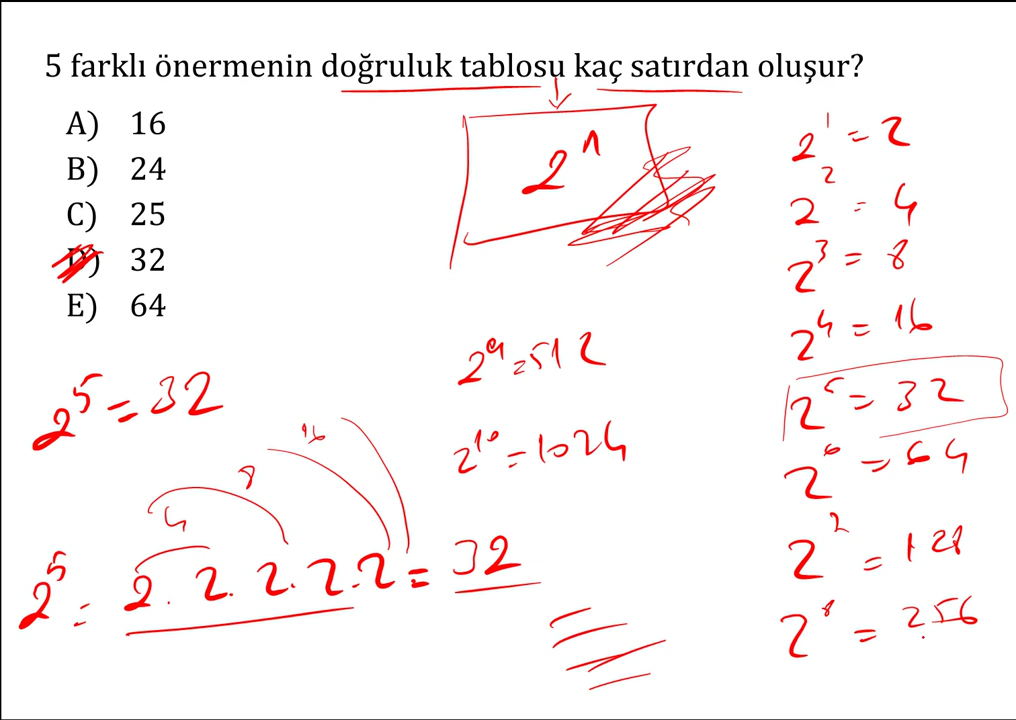 5 farklı önermenin doğruluk tablosu kaç satırdan oluşur?
A) 16
B) 24
C) 25
D) 32
E) 64
2^n
2^5 = 32
2^9 = 512
2^10 = 1024
4
8
16
2^5 = 2. 2. 2. 2. 2 = 32
2^1 = 2
2^2 = 4
2^3 = 8
2^4 = 16
2^5 = 32
2^6 = 64
2^7 = 128
2^8 = 256